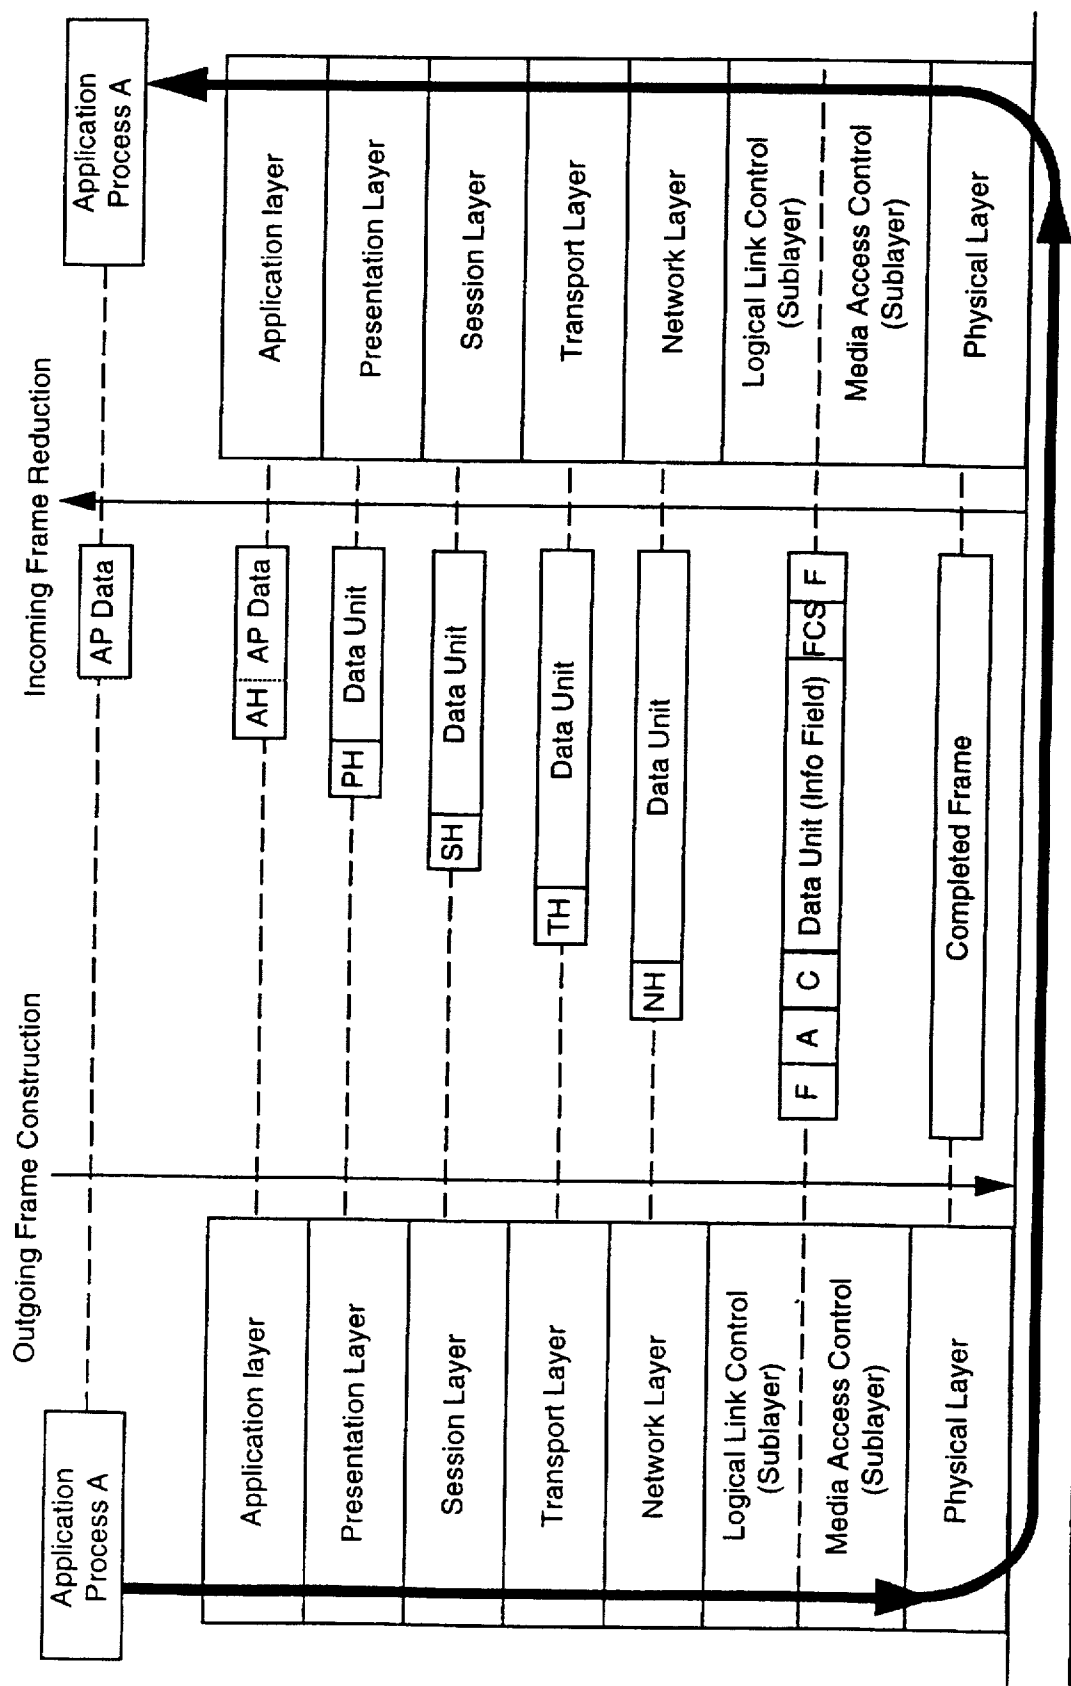 Outgoing Frame Construction
Incoming Frame Reduction
Application
Process A
AP Data
Application
Process A
Application layer
AH AP Data
Application layer
Presentation Layer
PH Data Unit
Presentation Layer
Session Layer
SH Data Unit
Session Layer
Transport Layer
TH Data Unit
Transport Layer
Network Layer
NH Data Unit
Network Layer
Logical Link Control
(Sublayer)
F A C Data Unit (Info Field) FCS F
Logical Link Control
(Sublayer)
Media Access Control
(Sublayer)
Media Access Control
(Sublayer)
Physical Layer
Completed Frame
Physical Layer